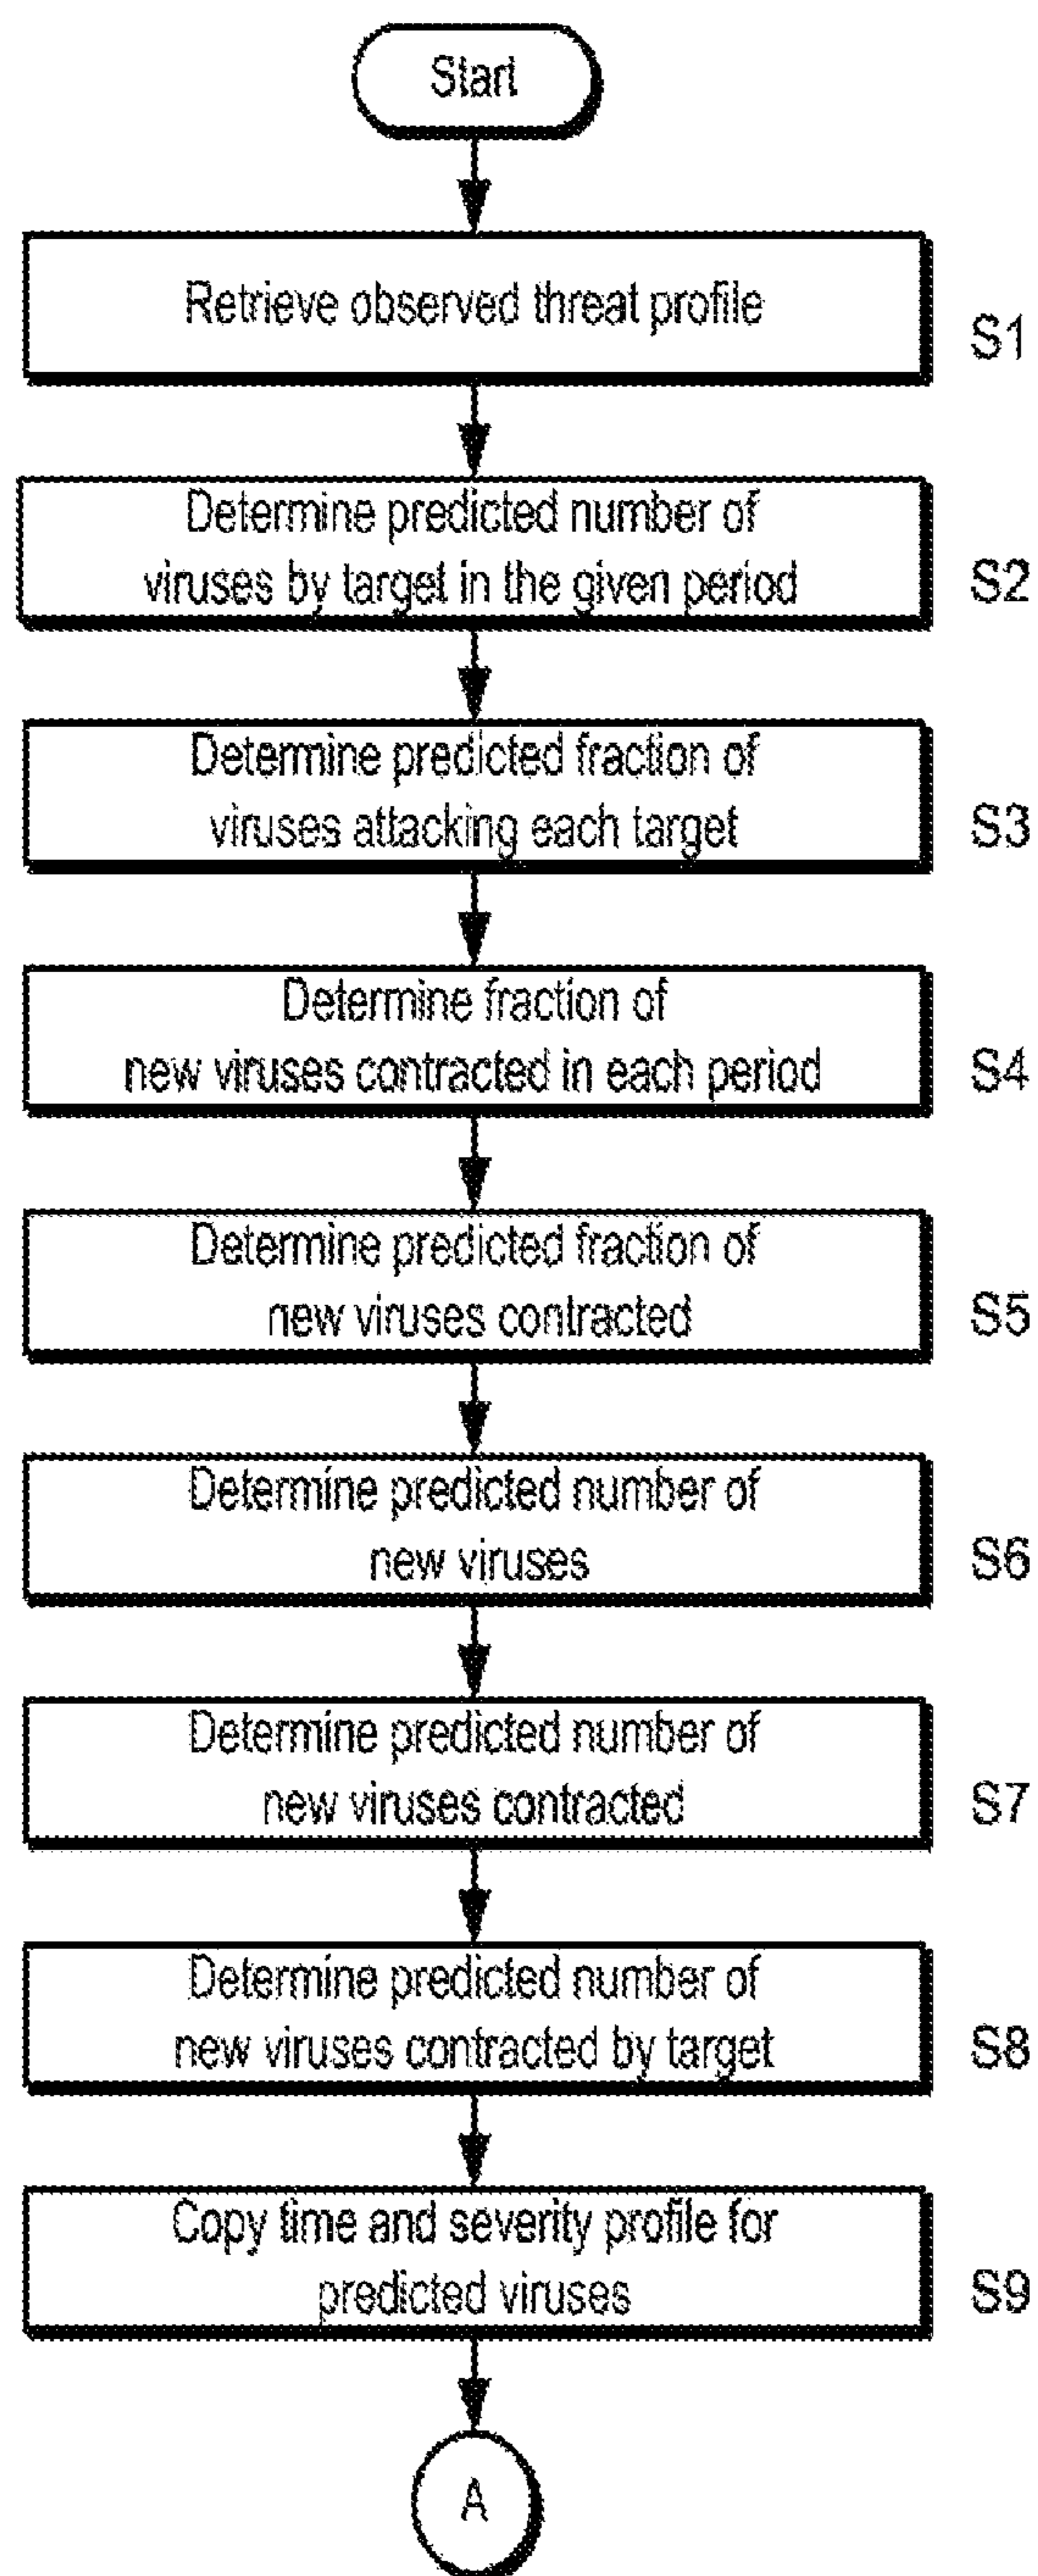 Start
Retrieve observed threat profile
S1
Determine predicted number of
viruses by target in the given period
S2
Determine predicted fraction of
viruses attacking each target
S3
Determine fraction of
new viruses contracted in each period
S4
Determine predicted fraction of
new viruses contracted
S5
Determine predicted number of
new viruses
S6
Determine predicted number of
new viruses contracted
S7
Determine predicted number of
new viruses contracted by target
S8
Copy time and severity profile for
predicted viruses
S9
A